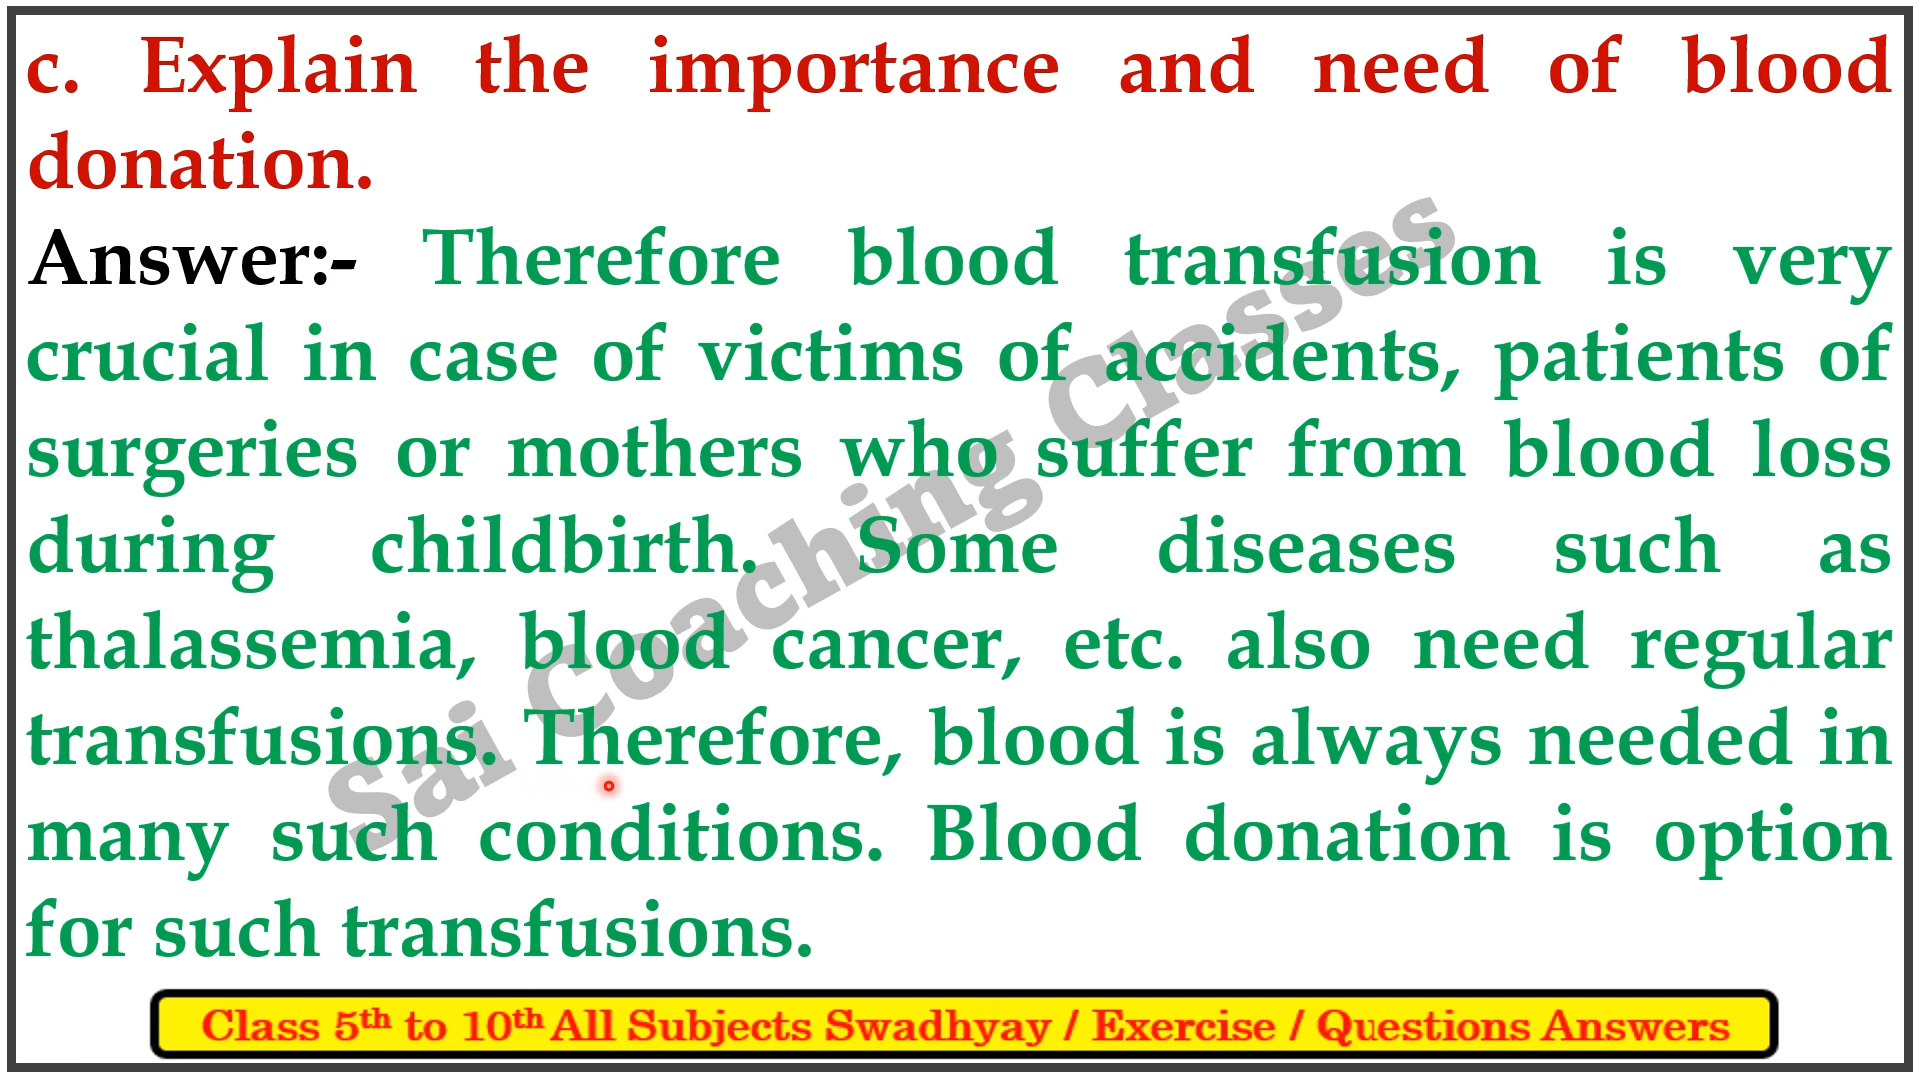 c. Explain the importance and need of blood
donation.
Answer:- Therefore blood transfusion is very
crucial in case of victims of accidents, patients of
surgeries or mothers who suffer from blood loss
during childbirth. Some diseases such as
thalassemia, blood cancer, etc. also need regular
transfusions. Therefore, blood is always needed in
many such conditions. Blood donation is option
for such transfusions.
Sai Coaching Classes
Class 5th to 10th All Subjects Swadhyay / Exercise / Questions Answers